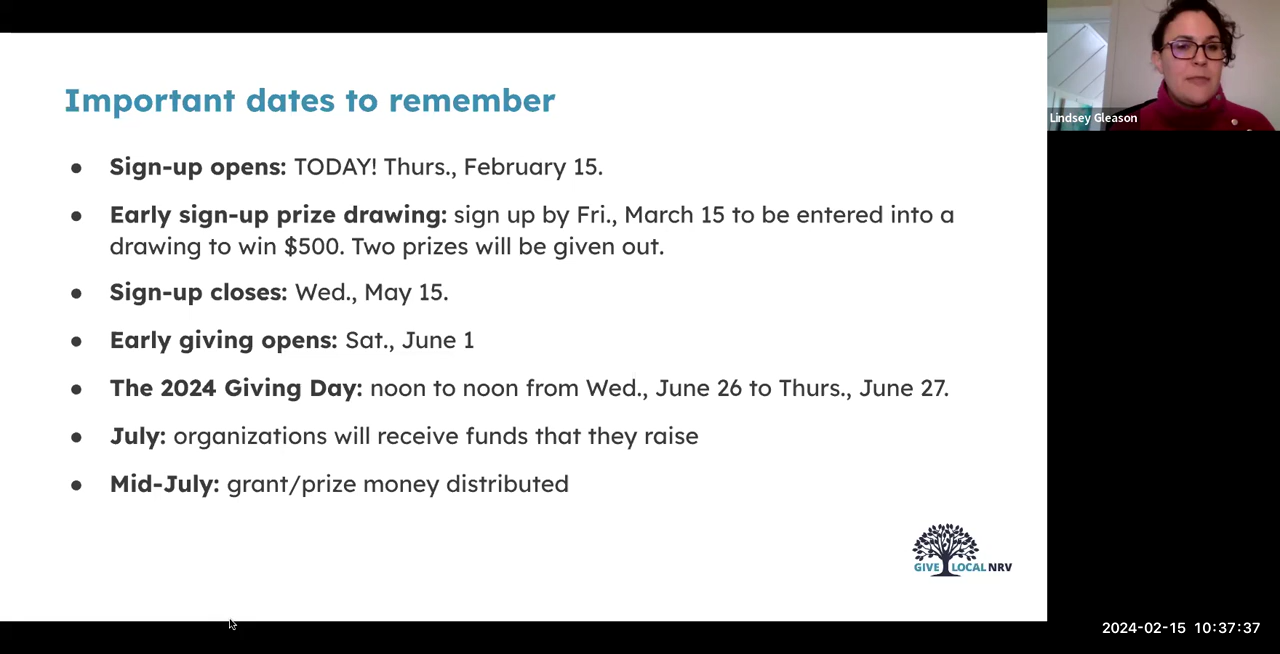 Important dates to remember
● Sign-up opens: TODAY! Thurs., February 15.
● Early sign-up prize drawing: sign up by Fri., March 15 to be entered into a
drawing to win $500. Two prizes will be given out.
● Sign-up closes: Wed., May 15.
● Early giving opens: Sat., June 1
● The 2024 Giving Day: noon to noon from Wed., June 26 to Thurs., June 27.
● July: organizations will receive funds that they raise
● Mid-July: grant/prize money distributed
GIVE LOCAL NRV
Lindsey Gleason
2024-02-15 10:37:37